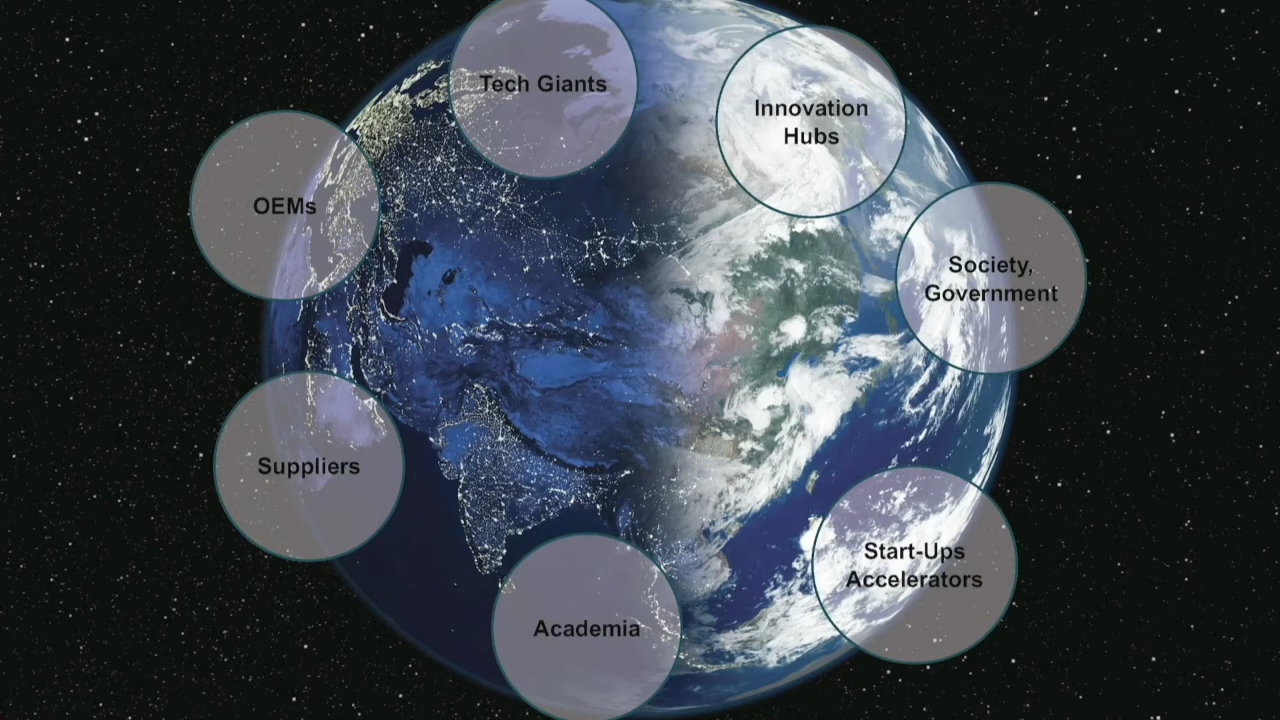 Tech Giants
Innovation
Hubs
OEMs
Society,
Government
Suppliers
Start-Ups
Accelerators
Academia